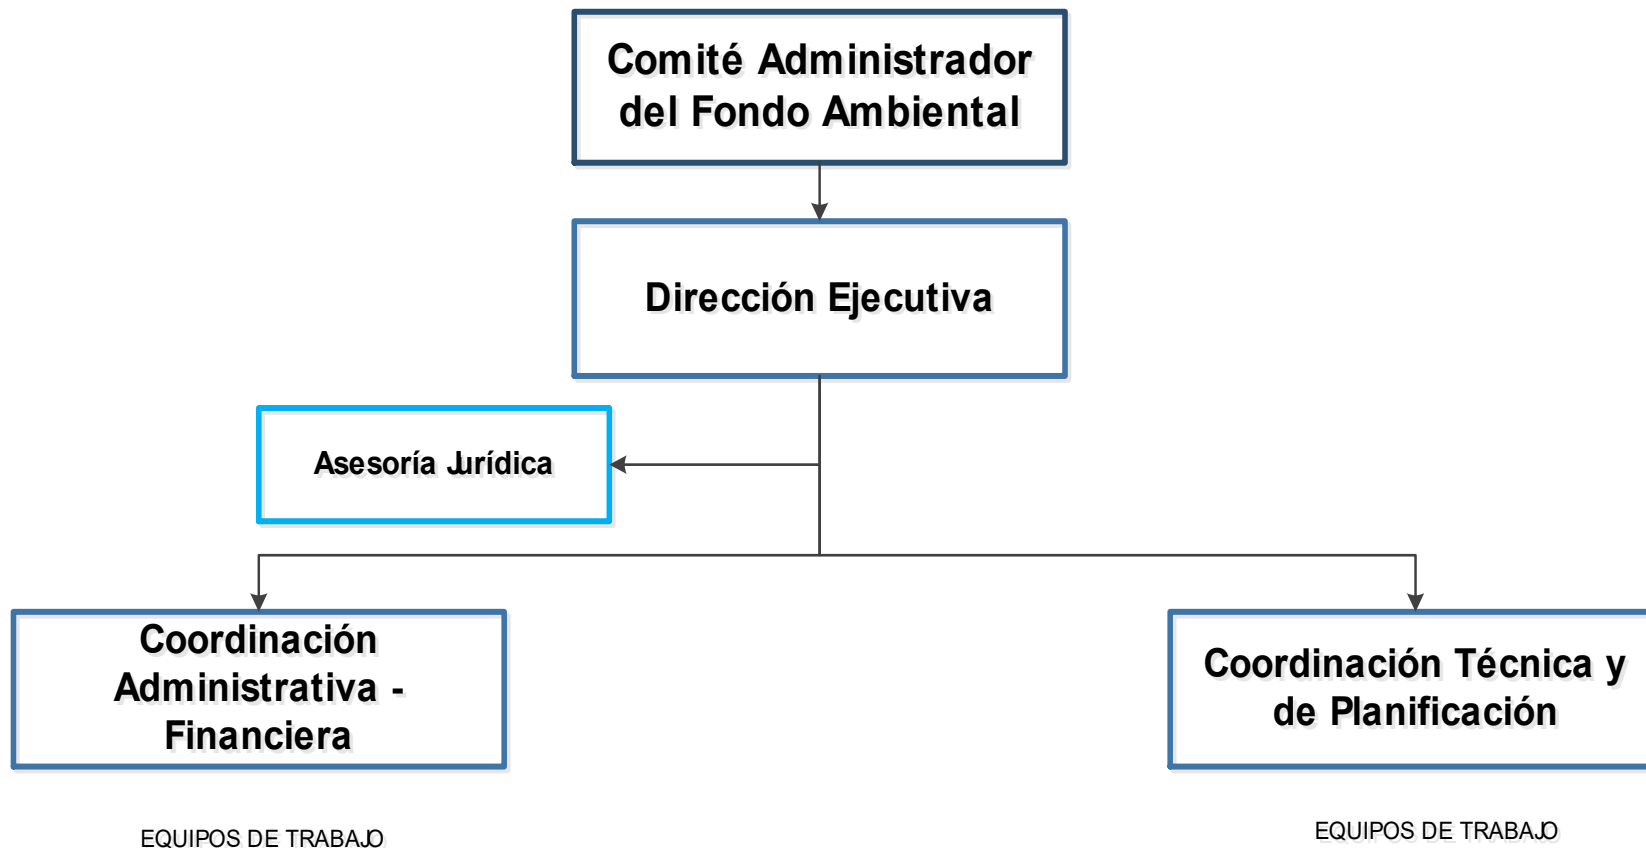 Comité Administrador
del Fondo Ambiental
Dirección Ejecutiva
Asesoría Jurídica
Coordinación
Administrativa -
Financiera
Coordinación Técnica y
de Planificación
EQUIPOS DE TRABAJO
EQUIPOS DE TRABAJO